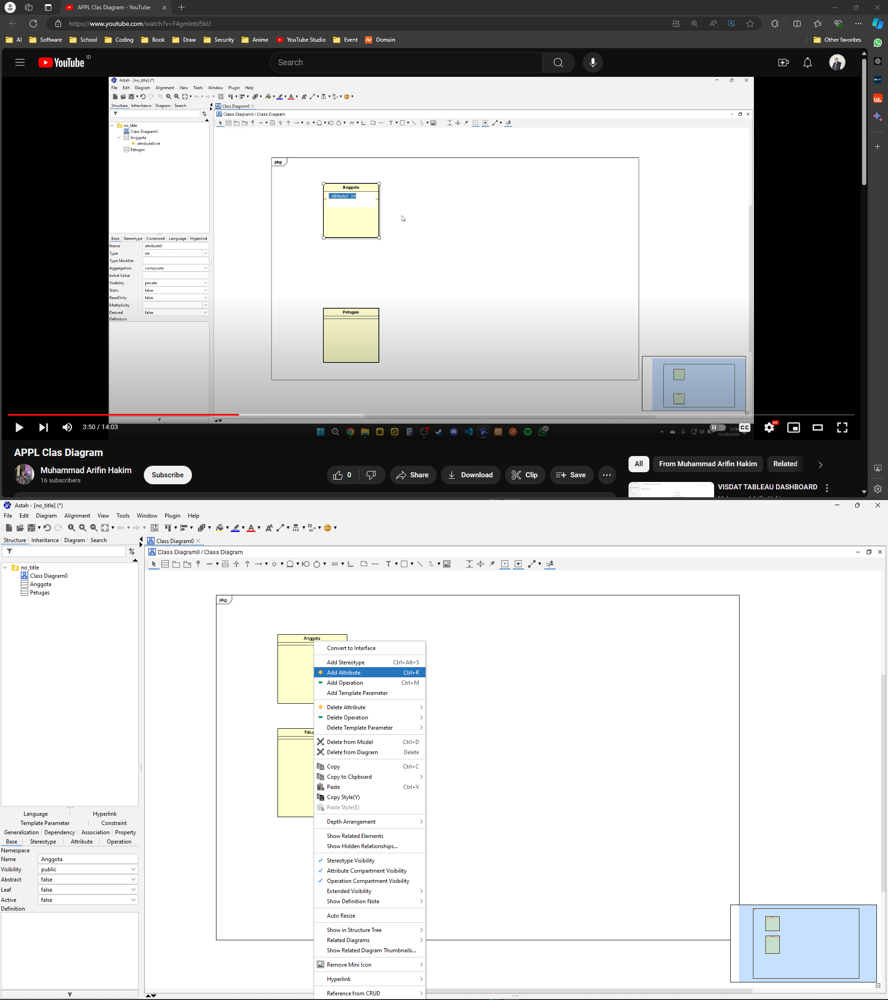 APPL Clas Diagram - YouTube
https://www.youtube.com/watch?v=F4gmInbI5kU
AI Software School Coding Book Draw Security Anime YouTube Studio Event Domain Other favorites
YouTube ID
Search
Astah - [no_title] (*)
File Edit Diagram Alignment View Tools Window Plugin Help
Structure Inheritance Diagram Search
Class Diagram0
Class Diagram0 / Class Diagram
no_title
Class Diagram0
Anggota
attribute0:int
Petugas
pkg
Anggota
- attribute0 : int
Petugas
Base Stereotype Constraint Language Hyperlink
Name attribute0
Type int
Type Modifier
Aggregation composite
Initial Value
Visibility private
Static false
ReadOnly false
Multiplicity
Derived false
Definition
3:50 / 14:03
CC
HD
01/06/2024
APPL Clas Diagram
Muhammad Arifin Hakim
16 subscribers
Subscribe
0
Share
Download
Clip
Save
All
From Muhammad Arifin Hakim
Related
VISDAT TABLEAU DASHBOARD
Astah - [no_title] (*)
File Edit Diagram Alignment View Tools Window Plugin Help
Structure Inheritance Diagram Search
Class Diagram0
Class Diagram0 / Class Diagram
no_title
Class Diagram0
Anggota
Petugas
pkg
Anggota
Petu
Convert to Interface
Add Stereotype Ctrl+Alt+S
Add Attribute Ctrl+R
Add Operation Ctrl+M
Add Template Parameter
Delete Attribute
Delete Operation
Delete Template Parameter
Delete from Model Ctrl+D
Delete from Diagram Delete
Copy Ctrl+C
Copy to Clipboard
Paste Ctrl+V
Copy Style(Y)
Paste Style(E)
Depth Arrangement
Show Related Elements
Show Hidden Relationships...
Stereotype Visibility
Attribute Compartment Visibility
Operation Compartment Visibility
Extended Visibility
Show Definition Note
Auto Resize
Show in Structure Tree
Related Diagrams
Show Related Diagram Thumbnails...
Remove Mini Icon
Hyperlink
Reference from CRUD
Language Hyperlink
Template Parameter Constraint
Generalization Dependency Association Property
Base Stereotype Attribute Operation
Namespace
Name Anggota
Visibility public
Abstract false
Leaf false
Active false
Definition